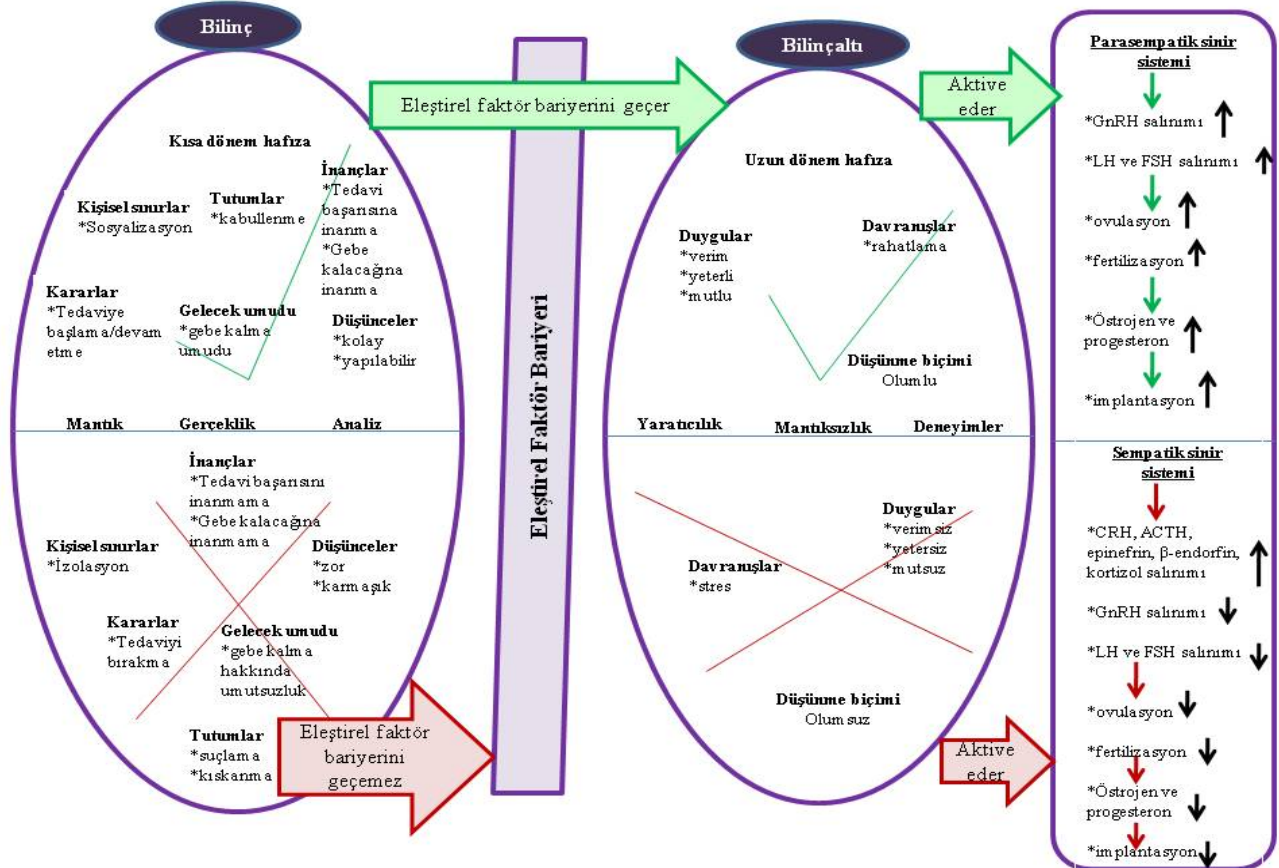 Bilinç
Kısa dönem hafıza
İnançlar
*Tedavi
başarısına
inanma
*Gebe
kalacağına
inanma
Kişisel sınırlar
*Sosyalizasyon
Tutumlar
*kabullenme
Kararlar
*Tedaviye
başlama/devam
etme
Gelecek umudu
*gebe kalma
umudu
Düşünceler
*kolay
*yapılabilir
Mantık Gerçeklik Analiz
İnançlar
*Tedavi başarısını
inanmama
*Gebe kalacağına
inanmama
Kişisel sınırlar
*İzolasyon
Düşünceler
*zor
*karmaşık
Kararlar
*Tedaviyi
bırakma
Gelecek umudu
*gebe kalma
hakkında
umutsuzluk
Tutumlar
*suçlama
*kıskanma
Eleştirel faktör bariyerini geçer
Eleştirel Faktör Bariyeri
Eleştirel faktör
bariyerini
geçemez
Bilinçaltı
Uzun dönem hafıza
Duygular
*verim
*yeterli
*mutlu
Davranışlar
*rahatlama
Düşünme biçimi
Olumlu
Yaratıcılık Mantıksızlık Deneyimler
Duygular
*verimsiz
*yetersiz
*mutsuz
Davranışlar
*stres
Düşünme biçimi
Olumsuz
Aktive
eder
Aktive
eder
Parasempatik sinir
sistemi
*GnRH salınımı
*LH ve FSH salınımı
*ovulasyon
*fertilizasyon
*Östrojen ve
progesteron
*implantasyon
Sempatik sinir
sistemi
*CRH, ACTH,
epinefrin, β-endorfin,
kortizol salınımı
*GnRH salınımı
*LH ve FSH salınımı
*ovulasyon
*fertilizasyon
*Östrojen ve
progesteron
*implantasyon